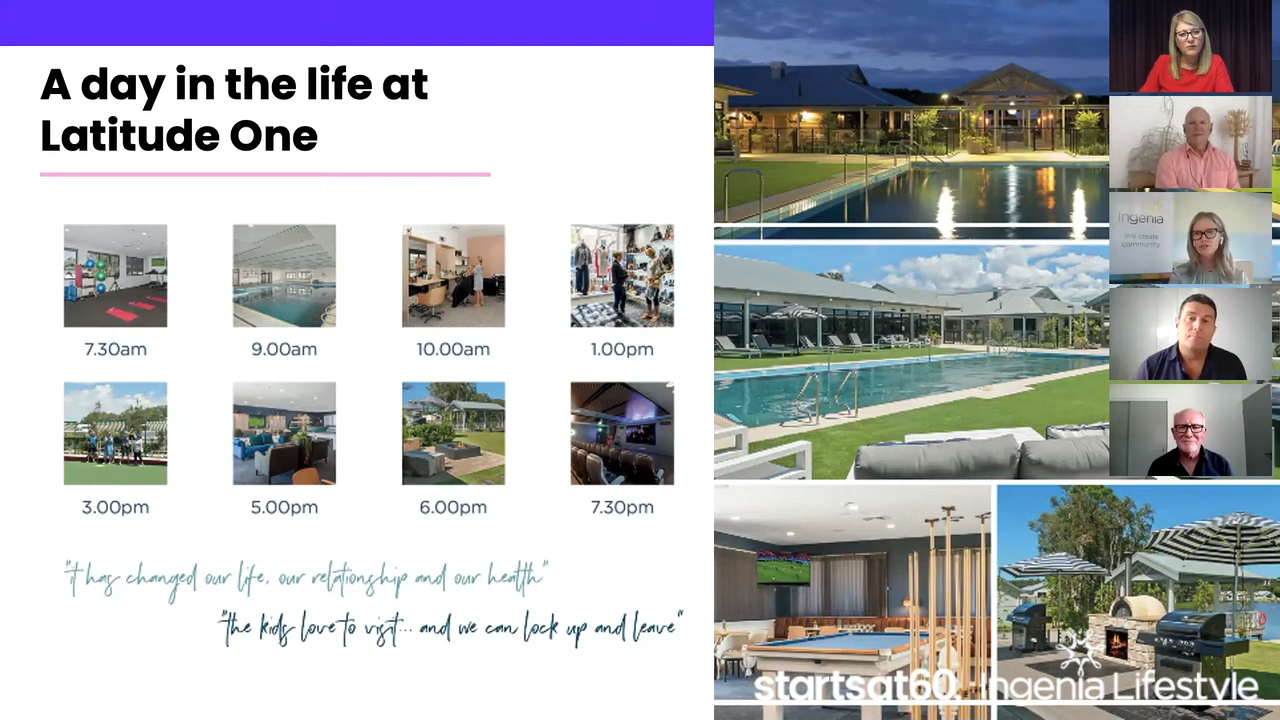 A day in the life at
Latitude One
7.30am
9.00am
10.00am
1.00pm
3.00pm
5.00pm
6.00pm
7.30pm
"it has changed our life, our relationship and our health"
"the kids love to visit... and we can lock up and leave"
Ingenia
We create
community
startsat60 Ingenia Lifestyle